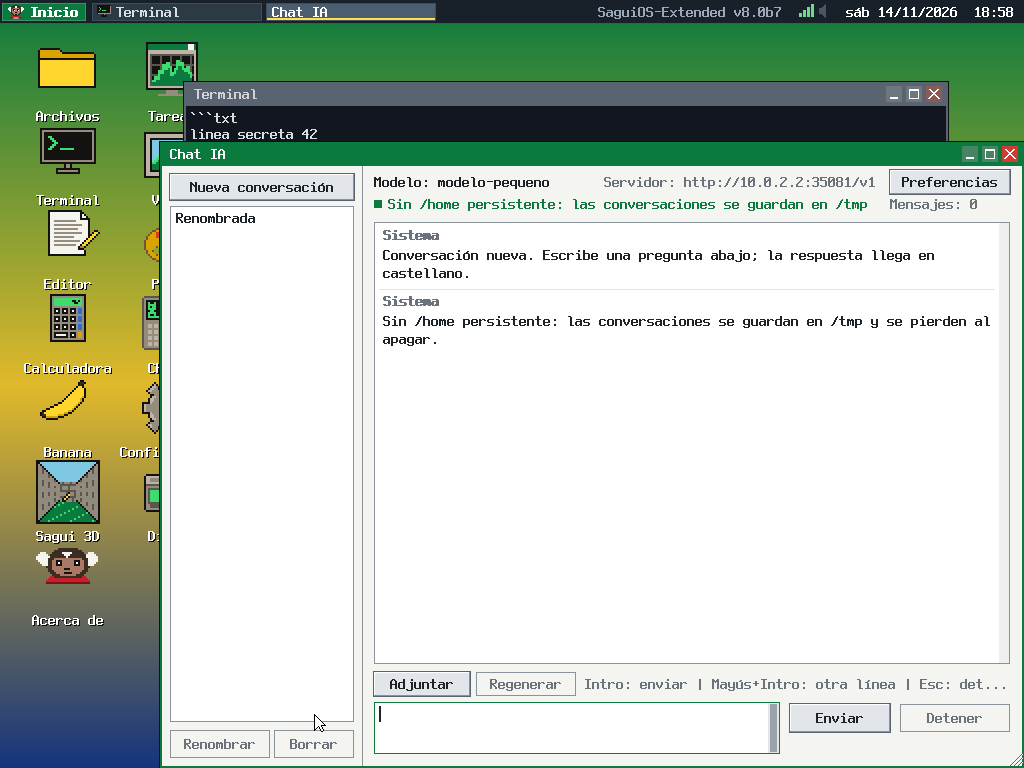 Inicio
Terminal
Chat IA
SaguiOS-Extended v8.0b7
sáb 14/11/2026 18:58
Archivos
Terminal
Editor
Calculadora
Banana
Sagui 3D
Acerca de
Terminal
```txt
linea secreta 42
Chat IA
Nueva conversación
Renombrada
Renombrar
Borrar
Modelo: modelo-pequeno
Servidor: http://10.0.2.2:35081/v1
Preferencias
Sin /home persistente: las conversaciones se guardan en /tmp
Mensajes: 0
Sistema
Conversación nueva. Escribe una pregunta abajo; la respuesta llega en
castellano.
Sistema
Sin /home persistente: las conversaciones se guardan en /tmp y se pierden al
apagar.
Adjuntar
Regenerar
Intro: enviar | Mayús+Intro: otra línea | Esc: det...
Enviar
Detener